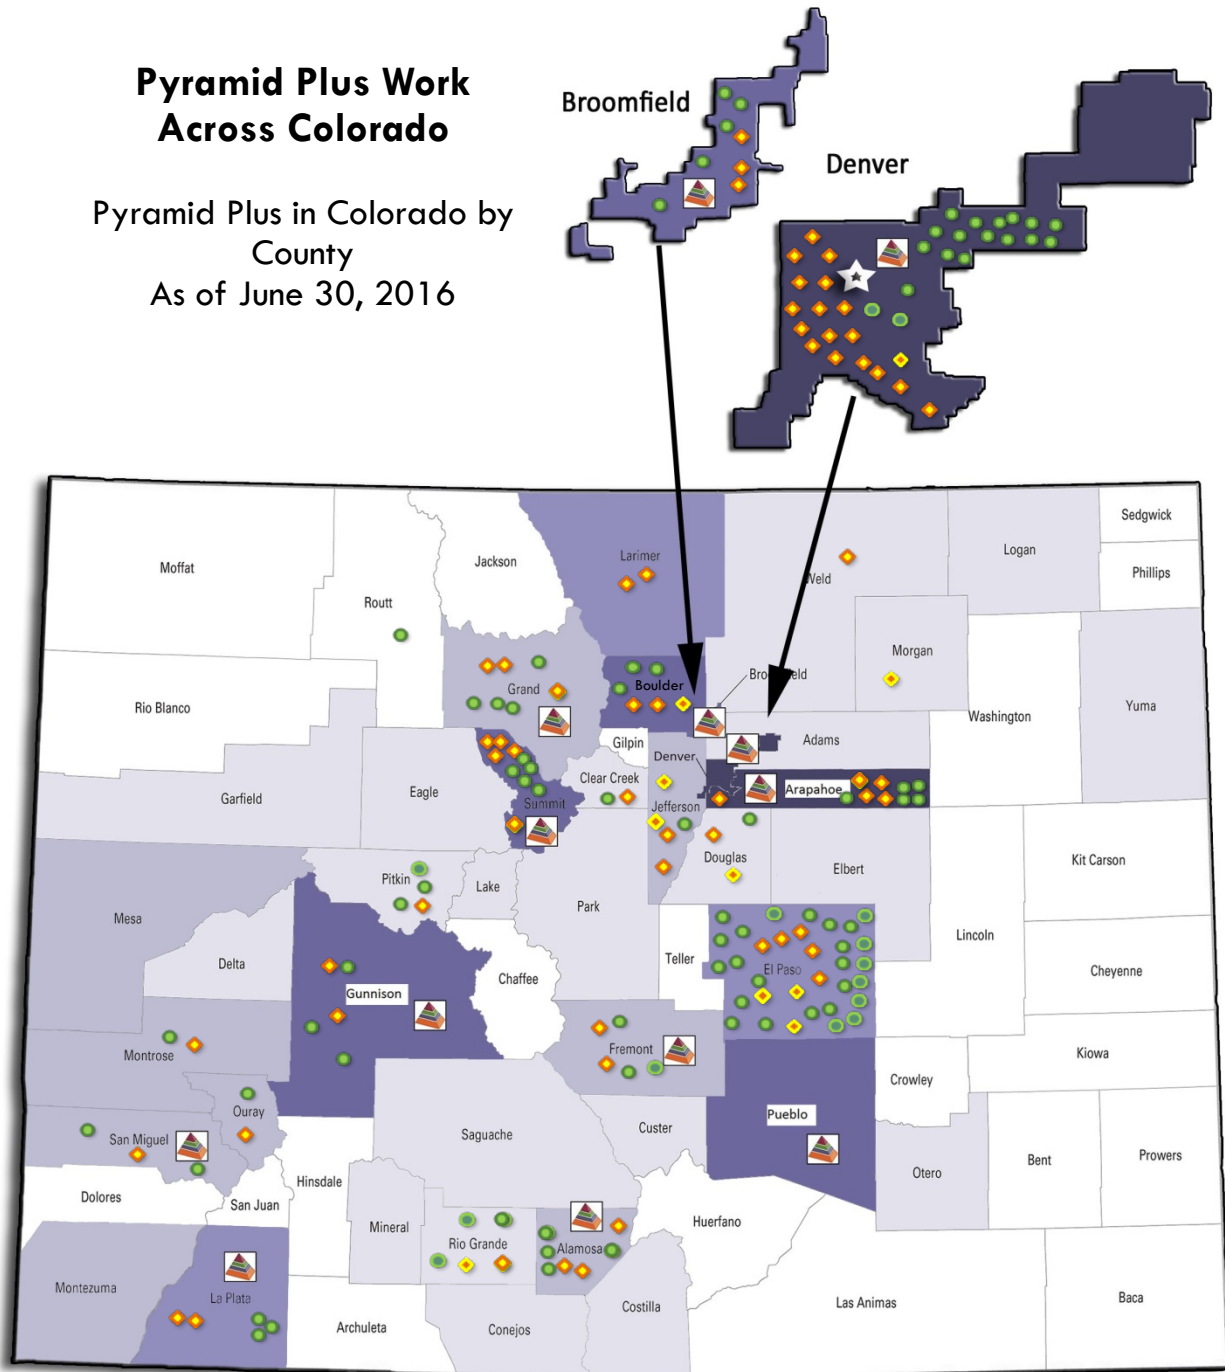 Pyramid Plus Work
Across Colorado
Pyramid Plus in Colorado by
County
As of June 30, 2016
Broomfield
Denver
Sedgwick
Logan
Larimer
Jackson
Moffat
Phillips
Weld
Routt
Morgan
Boulder
Grand
Broomfield
Yuma
Rio Blanco
Washington
Gilpin
Adams
Denver
Clear Creek
Arapahoe
Eagle
Garfield
Summit
Jefferson
Douglas
Kit Carson
Elbert
Pitkin
Lake
Park
Mesa
Lincoln
Teller
Delta
El Paso
Cheyenne
Chaffee
Gunnison
Fremont
Montrose
Kiowa
Crowley
Ouray
Pueblo
Custer
Saguache
San Miguel
Prowers
Bent
Otero
Hinsdale
Dolores
San Juan
Huerfano
Mineral
Rio Grande
Alamosa
Montezuma
La Plata
Baca
Las Animas
Costilla
Archuleta
Conejos